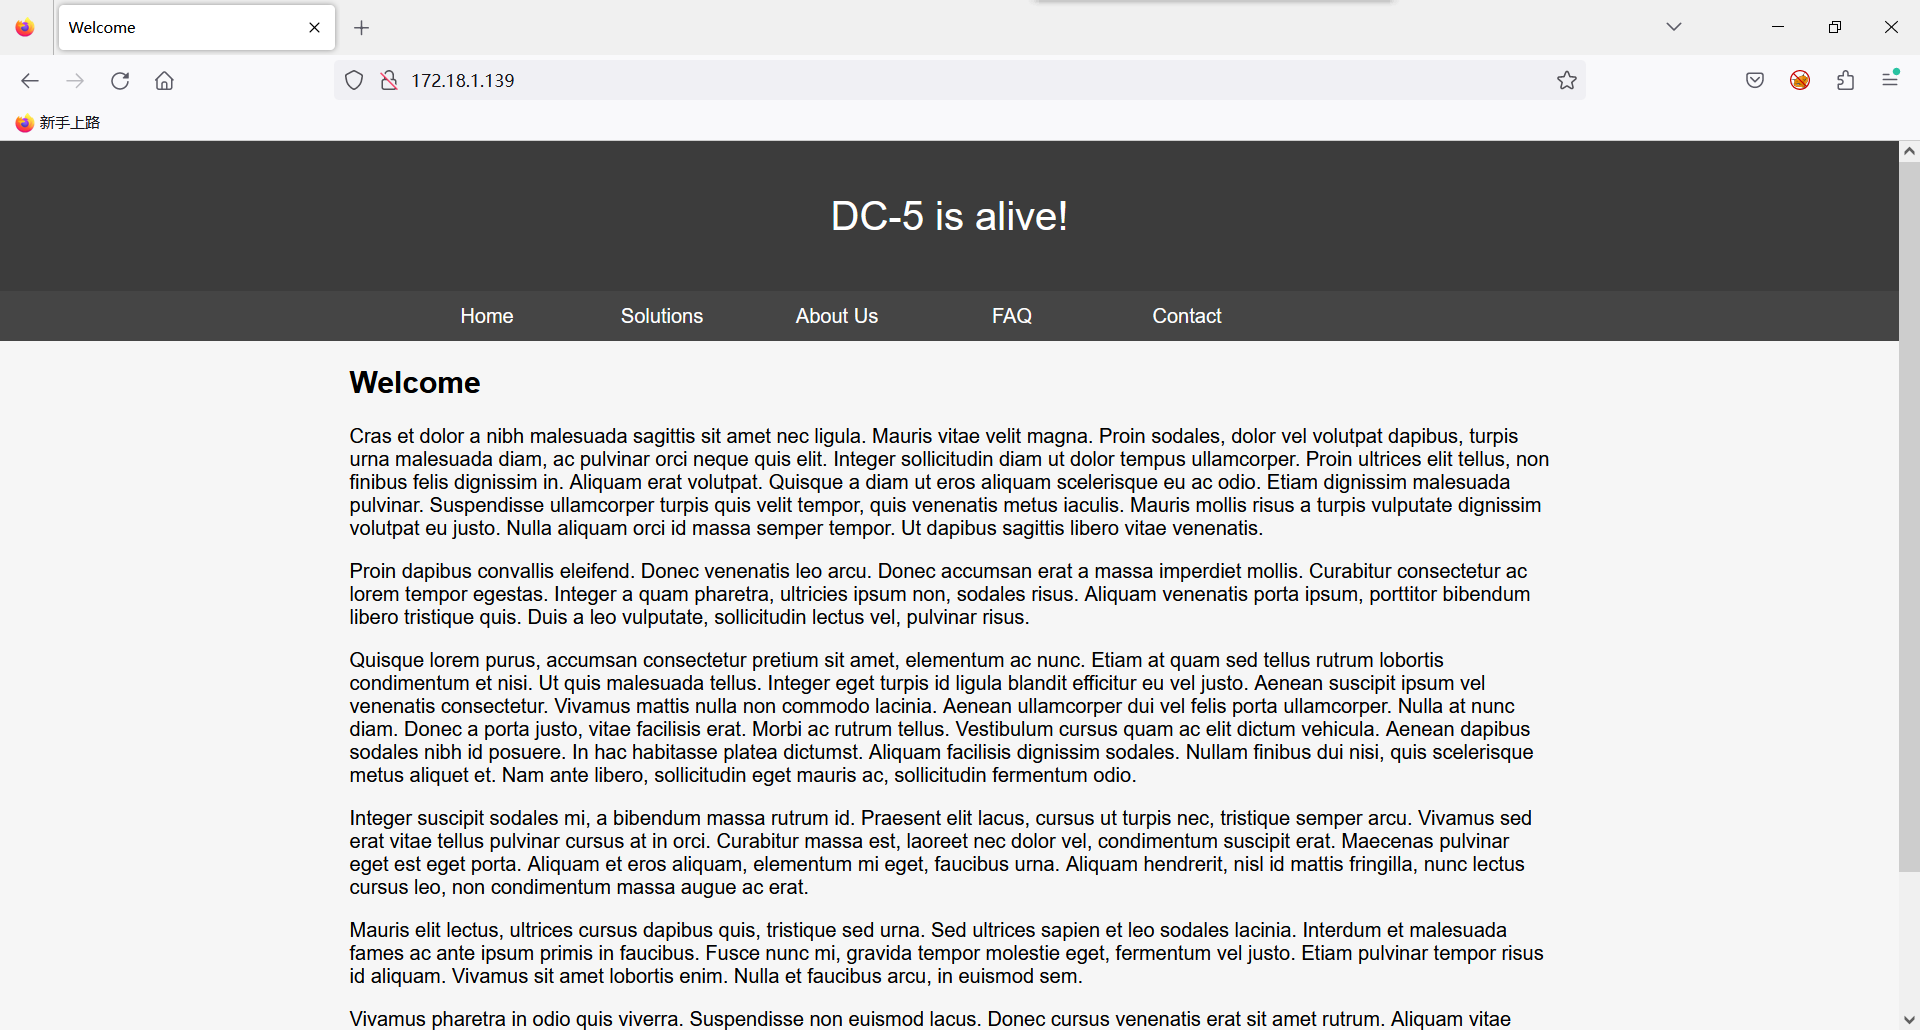 Welcome
172.18.1.139
新手上路
DC-5 is alive!
Home Solutions About Us FAQ Contact
Welcome
Cras et dolor a nibh malesuada sagittis sit amet nec ligula. Mauris vitae velit magna. Proin sodales, dolor vel volutpat dapibus, turpis
urna malesuada diam, ac pulvinar orci neque quis elit. Integer sollicitudin diam ut dolor tempus ullamcorper. Proin ultrices elit tellus, non
finibus felis dignissim in. Aliquam erat volutpat. Quisque a diam ut eros aliquam scelerisque eu ac odio. Etiam dignissim malesuada
pulvinar. Suspendisse ullamcorper turpis quis velit tempor, quis venenatis metus iaculis. Mauris mollis risus a turpis vulputate dignissim
volutpat eu justo. Nulla aliquam orci id massa semper tempor. Ut dapibus sagittis libero vitae venenatis.
Proin dapibus convallis eleifend. Donec venenatis leo arcu. Donec accumsan erat a massa imperdiet mollis. Curabitur consectetur ac
lorem tempor egestas. Integer a quam pharetra, ultricies ipsum non, sodales risus. Aliquam venenatis porta ipsum, porttitor bibendum
libero tristique quis. Duis a leo vulputate, sollicitudin lectus vel, pulvinar risus.
Quisque lorem purus, accumsan consectetur pretium sit amet, elementum ac nunc. Etiam at quam sed tellus rutrum lobortis
condimentum et nisi. Ut quis malesuada tellus. Integer eget turpis id ligula blandit efficitur eu vel justo. Aenean suscipit ipsum vel
venenatis consectetur. Vivamus mattis nulla non commodo lacinia. Aenean ullamcorper dui vel felis porta ullamcorper. Nulla at nunc
diam. Donec a porta justo, vitae facilisis erat. Morbi ac rutrum tellus. Vestibulum cursus quam ac elit dictum vehicula. Aenean dapibus
sodales nibh id posuere. In hac habitasse platea dictumst. Aliquam facilisis dignissim sodales. Nullam finibus dui nisi, quis scelerisque
metus aliquet et. Nam ante libero, sollicitudin eget mauris ac, sollicitudin fermentum odio.
Integer suscipit sodales mi, a bibendum massa rutrum id. Praesent elit lacus, cursus ut turpis nec, tristique semper arcu. Vivamus sed
erat vitae tellus pulvinar cursus at in orci. Curabitur massa est, laoreet nec dolor vel, condimentum suscipit erat. Maecenas pulvinar
eget est eget porta. Aliquam et eros aliquam, elementum mi eget, faucibus urna. Aliquam hendrerit, nisl id mattis fringilla, nunc lectus
cursus leo, non condimentum massa augue ac erat.
Mauris elit lectus, ultrices cursus dapibus quis, tristique sed urna. Sed ultrices sapien et leo sodales lacinia. Interdum et malesuada
fames ac ante ipsum primis in faucibus. Fusce nunc mi, gravida tempor molestie eget, fermentum vel justo. Etiam pulvinar tempor risus
id aliquam. Vivamus sit amet lobortis enim. Nulla et faucibus arcu, in euismod sem.
Vivamus pharetra in odio quis viverra. Suspendisse non euismod lacus. Donec cursus venenatis erat sit amet rutrum. Aliquam vitae